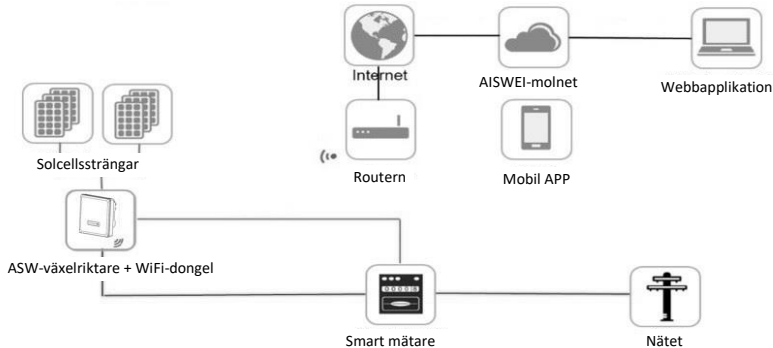 Internet
AISWEI-molnet
Webbapplikation
Solcellssträngar
Routern
Mobil APP
ASW-växelriktare + WiFi-dongel
Smart mätare
Nätet